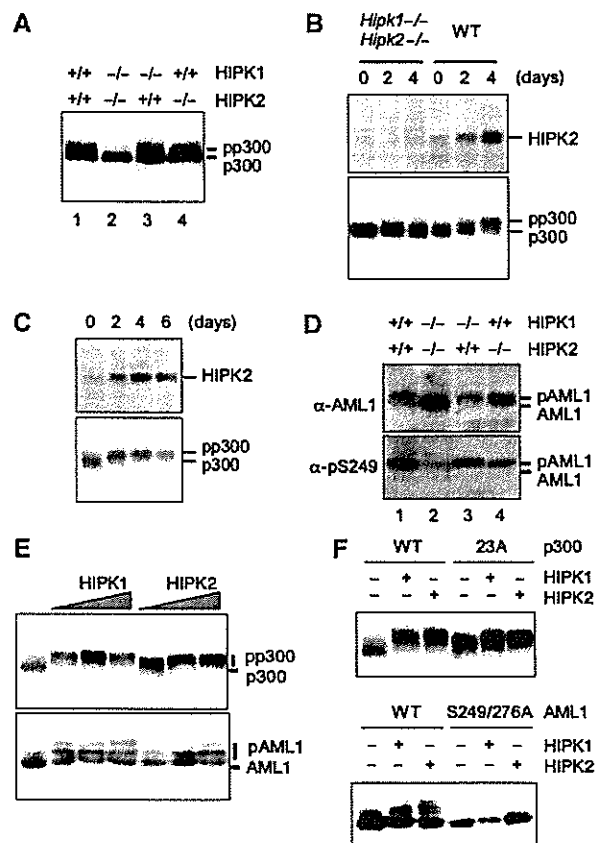 A
+/+ –/– –/– +/+ HIPK1
+/+ –/– +/+ –/– HIPK2
pp300
p300
1 2 3 4
B
Hipk1–/–
Hipk2–/–
WT
0 2 4 0 2 4 (days)
HIPK2
pp300
p300
C
0 2 4 6 (days)
HIPK2
pp300
p300
D
+/+ –/– –/– +/+ HIPK1
+/+ –/– +/+ –/– HIPK2
α-AML1
pAML1
AML1
α-pS249
pAML1
AML1
1 2 3 4
E
HIPK1 HIPK2
pp300
p300
pAML1
AML1
F
WT 23A p300
– + – – + – HIPK1
– – + – – + HIPK2
WT S249/276A AML1
– + – – + – HIPK1
– – + – – + HIPK2